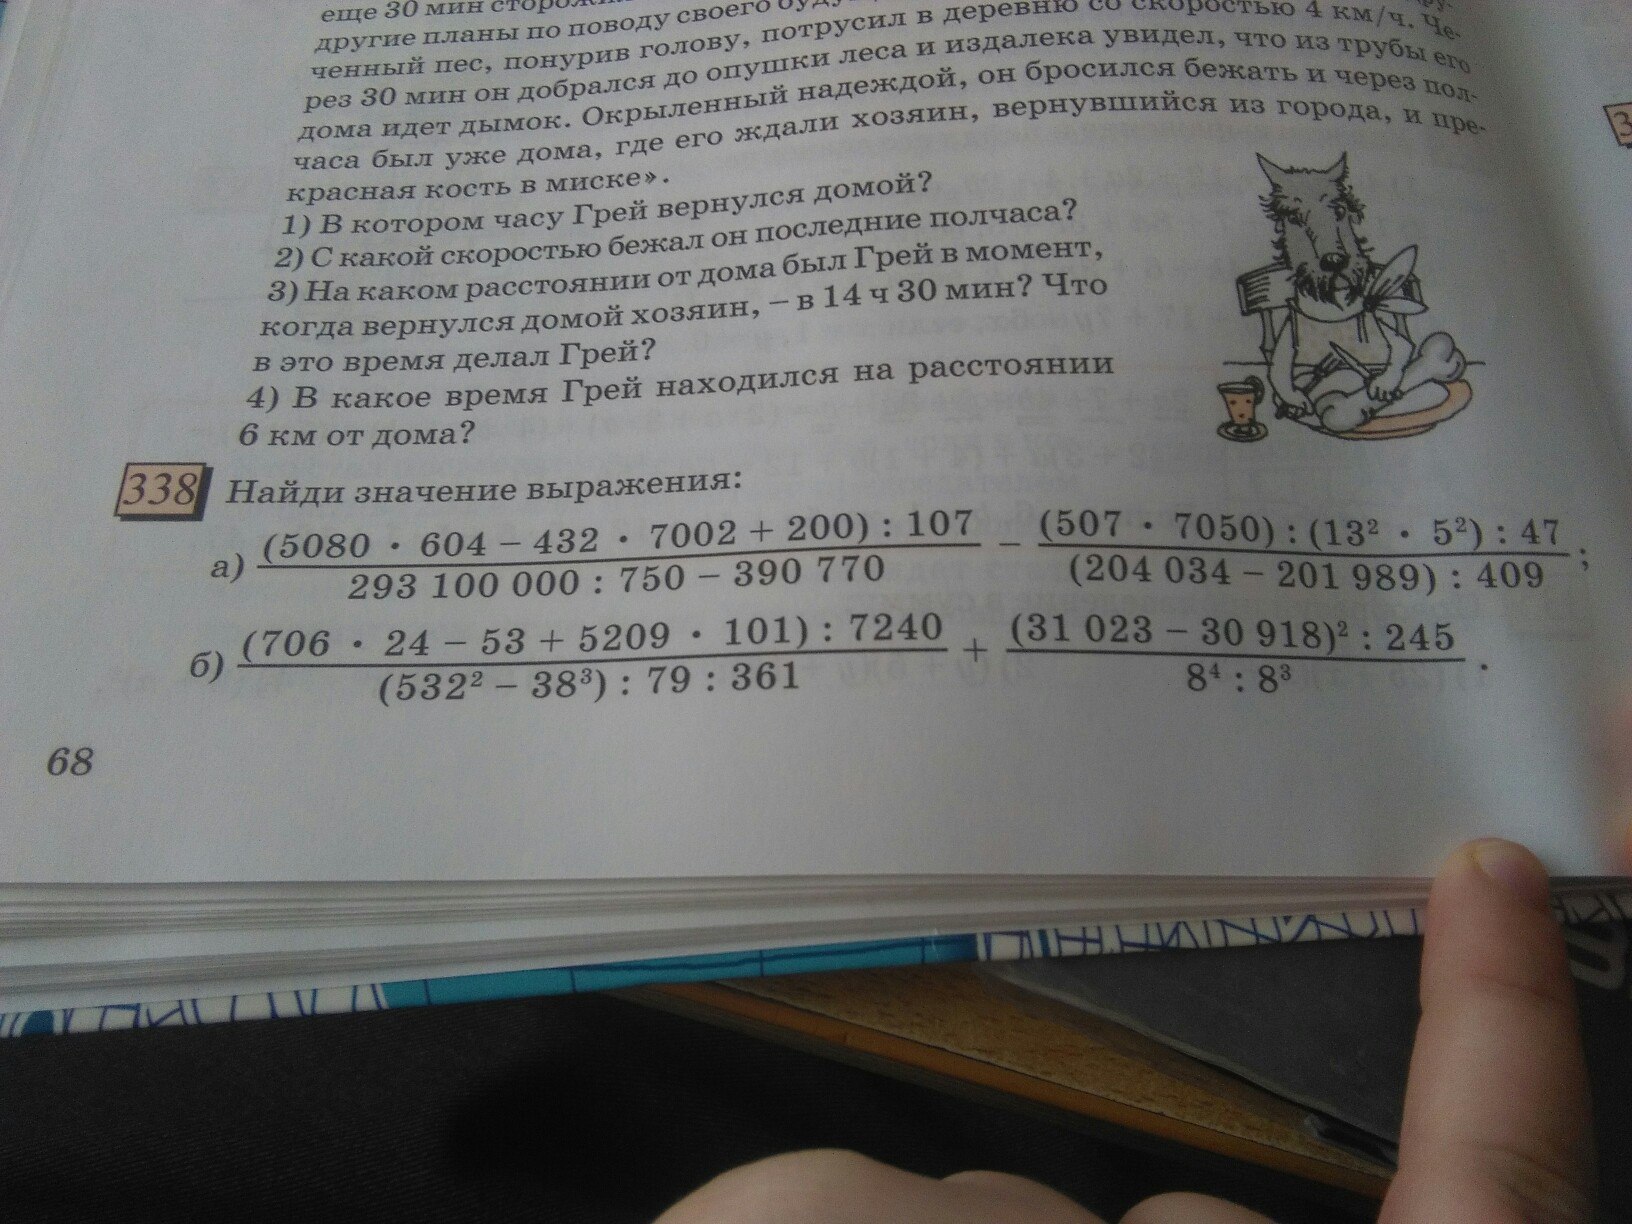 еще 30 мин
другие планы по поводу своего
ченный пес, понурив голову, потрусил в деревню со скоростью 4 км/ч. Че-
рез 30 мин он добрался до опушки леса и издалека увидел, что из трубы его
дома идет дымок. Окрыленный надеждой, он бросился бежать и через пол-
часа был уже дома, где его ждали хозяин, вернувшийся из города, и пре-
красная кость в миске».
1) В котором часу Грей вернулся домой?
2) С какой скоростью бежал он последние полчаса?
3) На каком расстоянии от дома был Грей в момент,
когда вернулся домой хозяин, – в 14 ч 30 мин? Что
в это время делал Грей?
4) В какое время Грей находился на расстоянии
6 км от дома?
338 Найди значение выражения:
а) (5080 · 604 – 432 · 7002 + 200) : 107 – (507 · 7050) : (13² · 5²) : 47
293 100 000 : 750 – 390 770 (204 034 – 201 989) : 409 ;
б) (706 · 24 – 53 + 5209 · 101) : 7240 + (31 023 – 30 918)² : 245
(532² – 38³) : 79 : 361 8⁴ : 8³ .
68